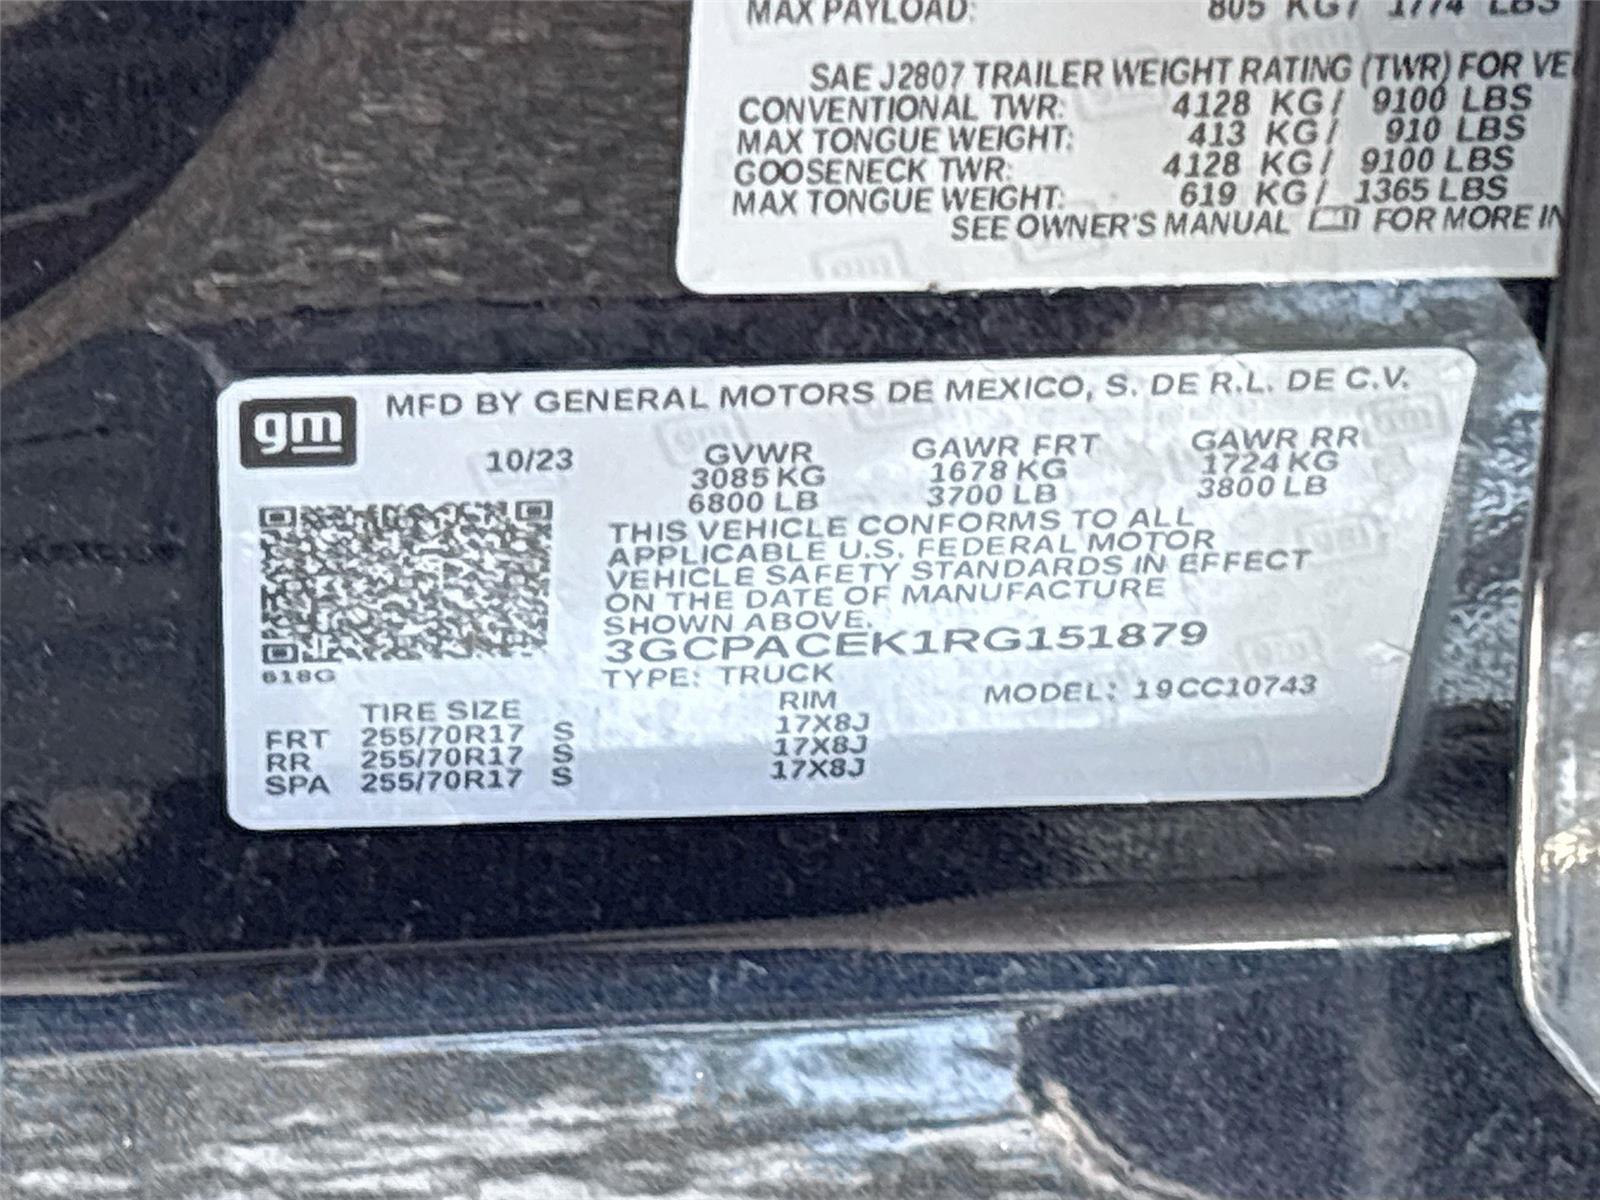 MAX PAYLOAD: 805 KG / 1774 LBS
SAE J2807 TRAILER WEIGHT RATING (TWR) FOR VE
CONVENTIONAL TWR: 4128 KG / 9100 LBS
MAX TONGUE WEIGHT: 413 KG / 910 LBS
GOOSENECK TWR: 4128 KG / 9100 LBS
MAX TONGUE WEIGHT: 619 KG / 1365 LBS
SEE OWNER'S MANUAL FOR MORE IN
gm
MFD BY GENERAL MOTORS DE MEXICO, S. DE R.L. DE C.V.
10/23 GVWR GAWR FRT GAWR RR
3085 KG 1678 KG 1724 KG
6800 LB 3700 LB 3800 LB
THIS VEHICLE CONFORMS TO ALL
APPLICABLE U.S. FEDERAL MOTOR
VEHICLE SAFETY STANDARDS IN EFFECT
ON THE DATE OF MANUFACTURE
SHOWN ABOVE.
3GCPACEK1RG151879
618G
TYPE: TRUCK MODEL: 19CC10743
TIRE SIZE RIM
FRT 255/70R17 S 17X8J
RR 255/70R17 S 17X8J
SPA 255/70R17 S 17X8J